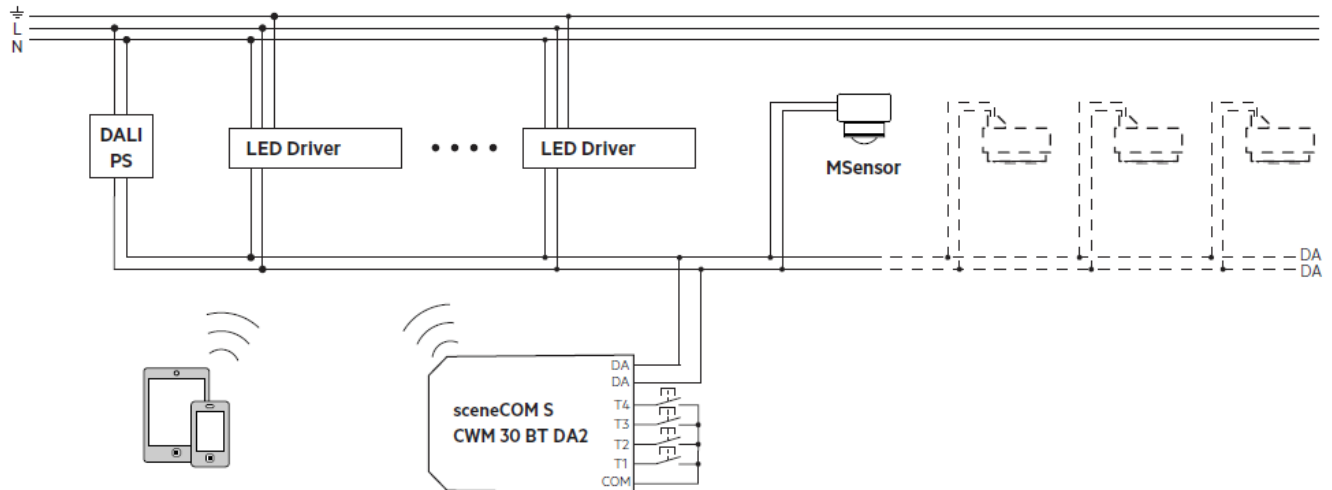 L
N
DALI
PS
LED Driver
LED Driver
MSensor
DA
DA
DA
DA
sceneCOM S
CWM 30 BT DA2
T4
T3
T2
T1
COM